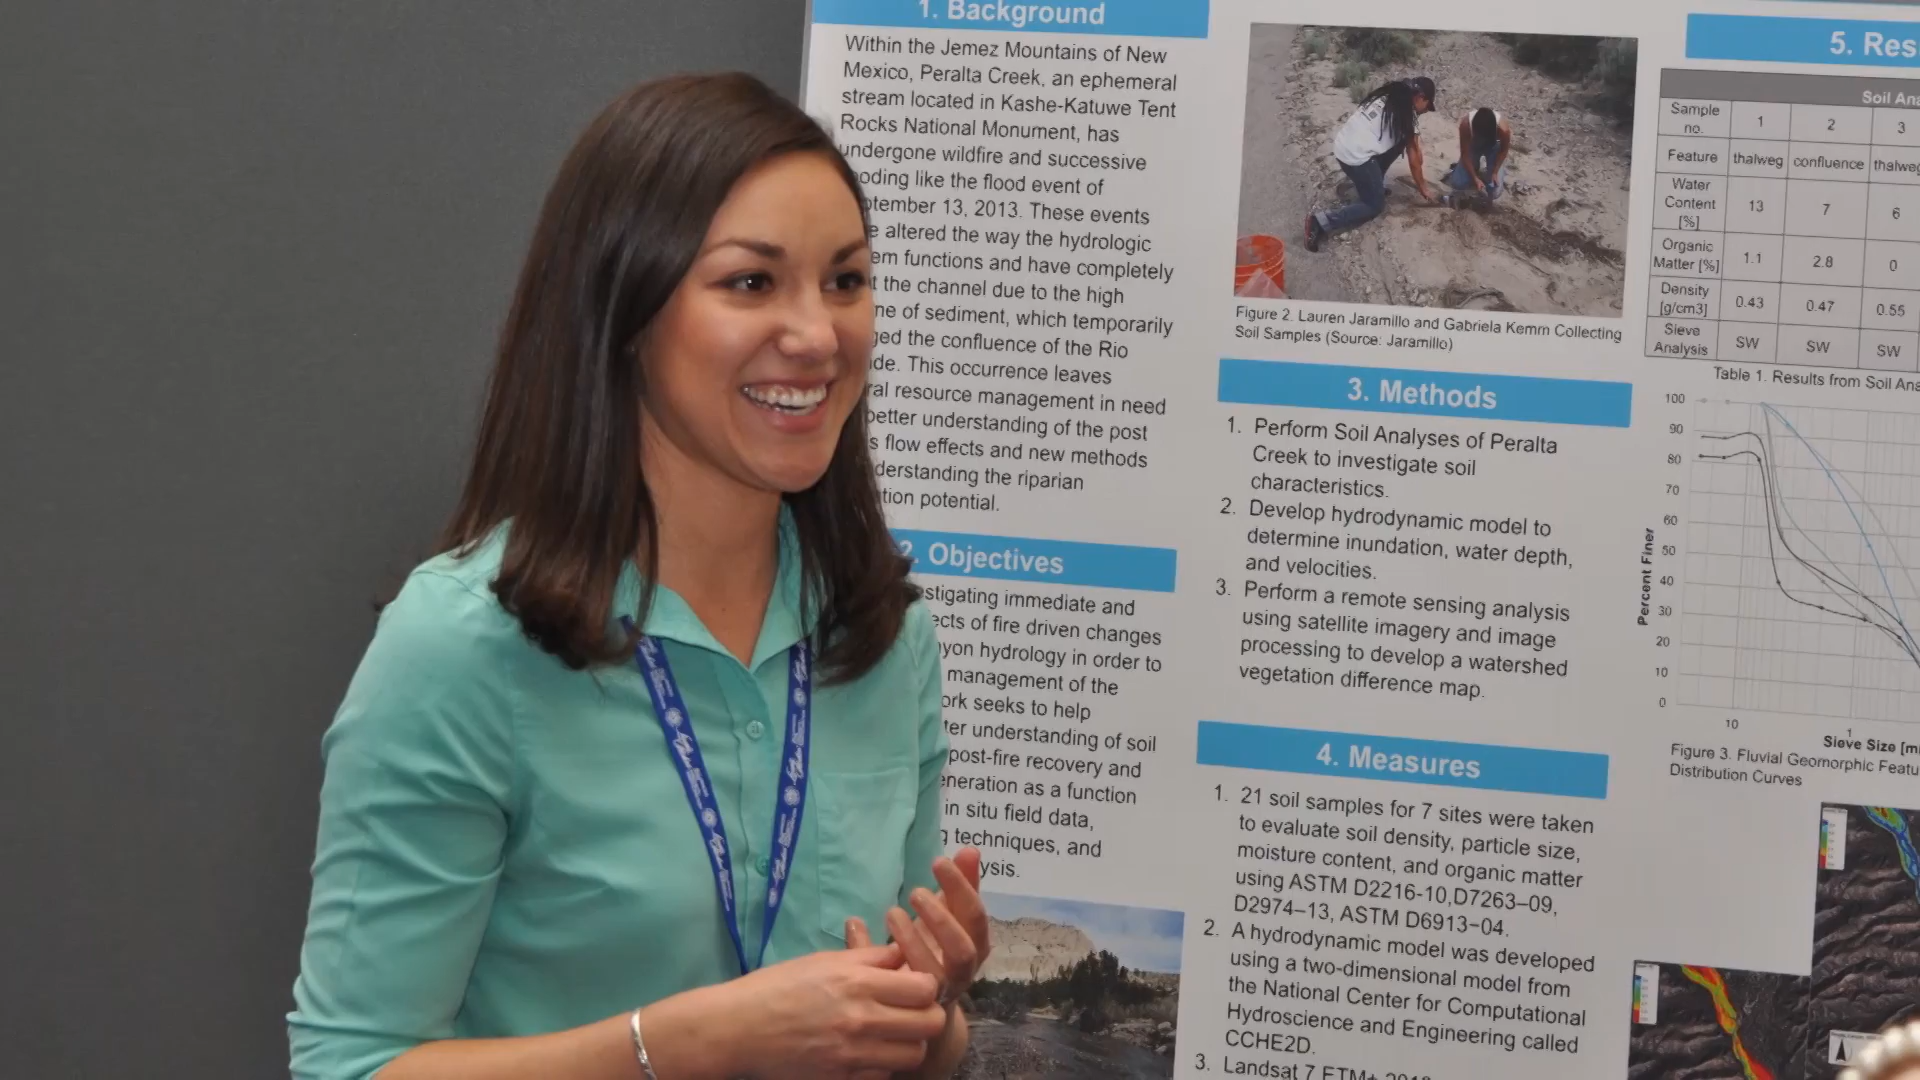 1. Background
Within the Jemez Mountains of New
Mexico, Peralta Creek, an ephemeral
stream located in Kashe-Katuwe Tent
Rocks National Monument, has
undergone wildfire and successive
ooding like the flood event of
ptember 13, 2013. These events
e altered the way the hydrologic
em functions and have completely
t the channel due to the high
ne of sediment, which temporarily
ged the confluence of the Rio
de. This occurrence leaves
ral resource management in need
better understanding of the post
s flow effects and new methods
derstanding the riparian
tion potential.
2. Objectives
estigating immediate and
ects of fire driven changes
yon hydrology in order to
management of the
ork seeks to help
ter understanding of soil
post-fire recovery and
eneration as a function
in situ field data,
g techniques, and
ysis.
Figure 2. Lauren Jaramillo and Gabriela Kemm Collecting
Soil Samples (Source: Jaramillo)
3. Methods
1. Perform Soil Analyses of Peralta
Creek to investigate soil
characteristics.
2. Develop hydrodynamic model to
determine inundation, water depth,
and velocities.
3. Perform a remote sensing analysis
using satellite imagery and image
processing to develop a watershed
vegetation difference map.
4. Measures
1. 21 soil samples for 7 sites were taken
to evaluate soil density, particle size,
moisture content, and organic matter
using ASTM D2216-10,D7263–09,
D2974–13, ASTM D6913–04.
2. A hydrodynamic model was developed
using a two-dimensional model from
the National Center for Computational
Hydroscience and Engineering called
CCHE2D.
3. Landsat 7 ETM+
5. Res
Soil Ana
Sample no. 1 2 3
Feature thalweg confluence thalweg
Water Content [%] 13 7 6
Organic Matter [%] 1.1 2.8 0
Density [g/cm3] 0.43 0.47 0.55
Sieve Analysis SW SW SW
Table 1. Results from Soil Ana
100
90
80
70
60
50
40
30
20
10
0
Percent Finer
10 1
Sieve Size [m
Figure 3. Fluvial Geomorphic Featu
Distribution Curves